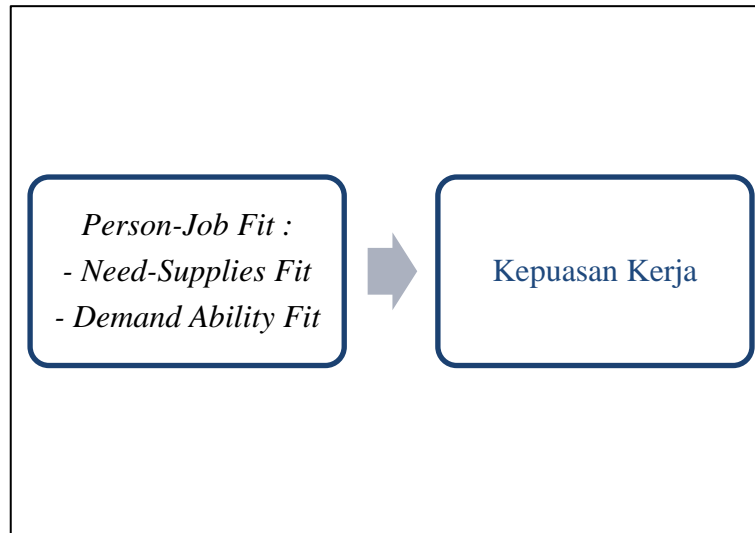 Person-Job Fit :
- Need-Supplies Fit
- Demand Ability Fit
Kepuasan Kerja